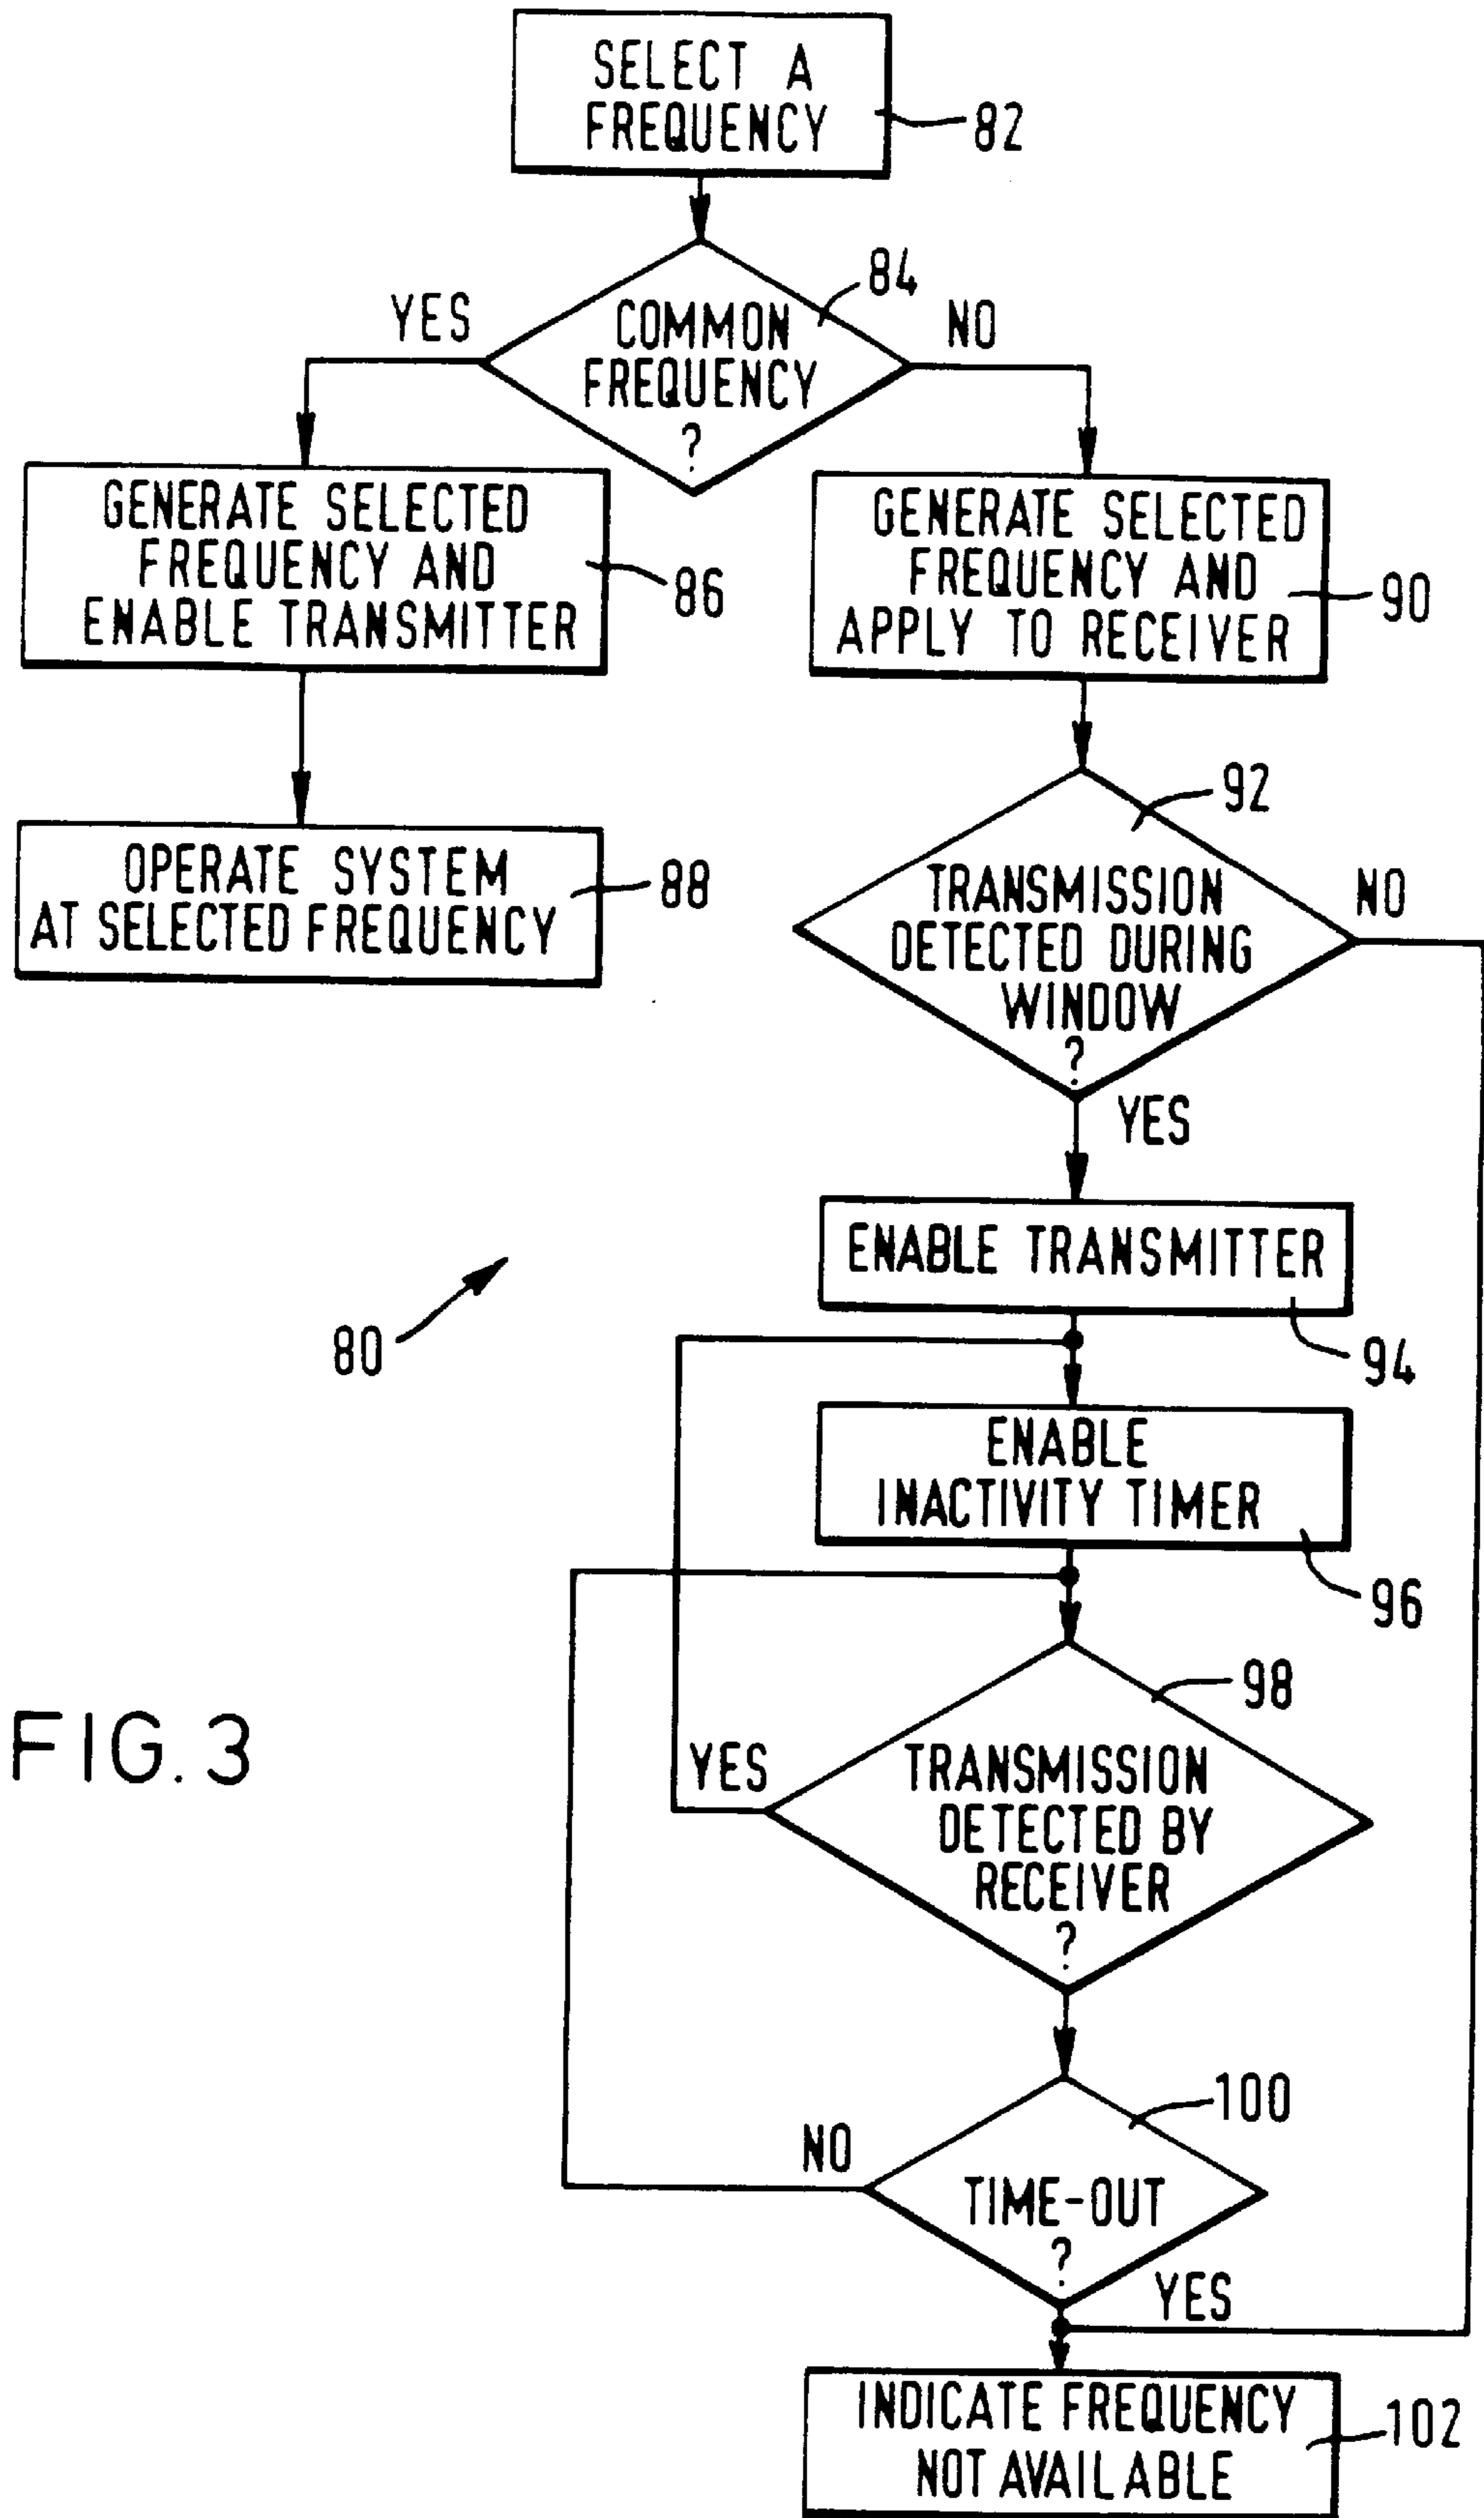 SELECT A
FREQUENCY
82
84
YES
COMMON
FREQUENCY
?
NO
GENERATE SELECTED
FREQUENCY AND
ENABLE TRANSMITTER
86
GENERATE SELECTED
FREQUENCY AND
APPLY TO RECEIVER
90
OPERATE SYSTEM
AT SELECTED FREQUENCY
88
92
TRANSMISSION
DETECTED DURING
WINDOW
?
NO
YES
ENABLE TRANSMITTER
94
80
ENABLE
INACTIVITY TIMER
96
98
FIG. 3
YES
TRANSMISSION
DETECTED BY
RECEIVER
?
100
NO
TIME-OUT
?
YES
INDICATE FREQUENCY
NOT AVAILABLE
102